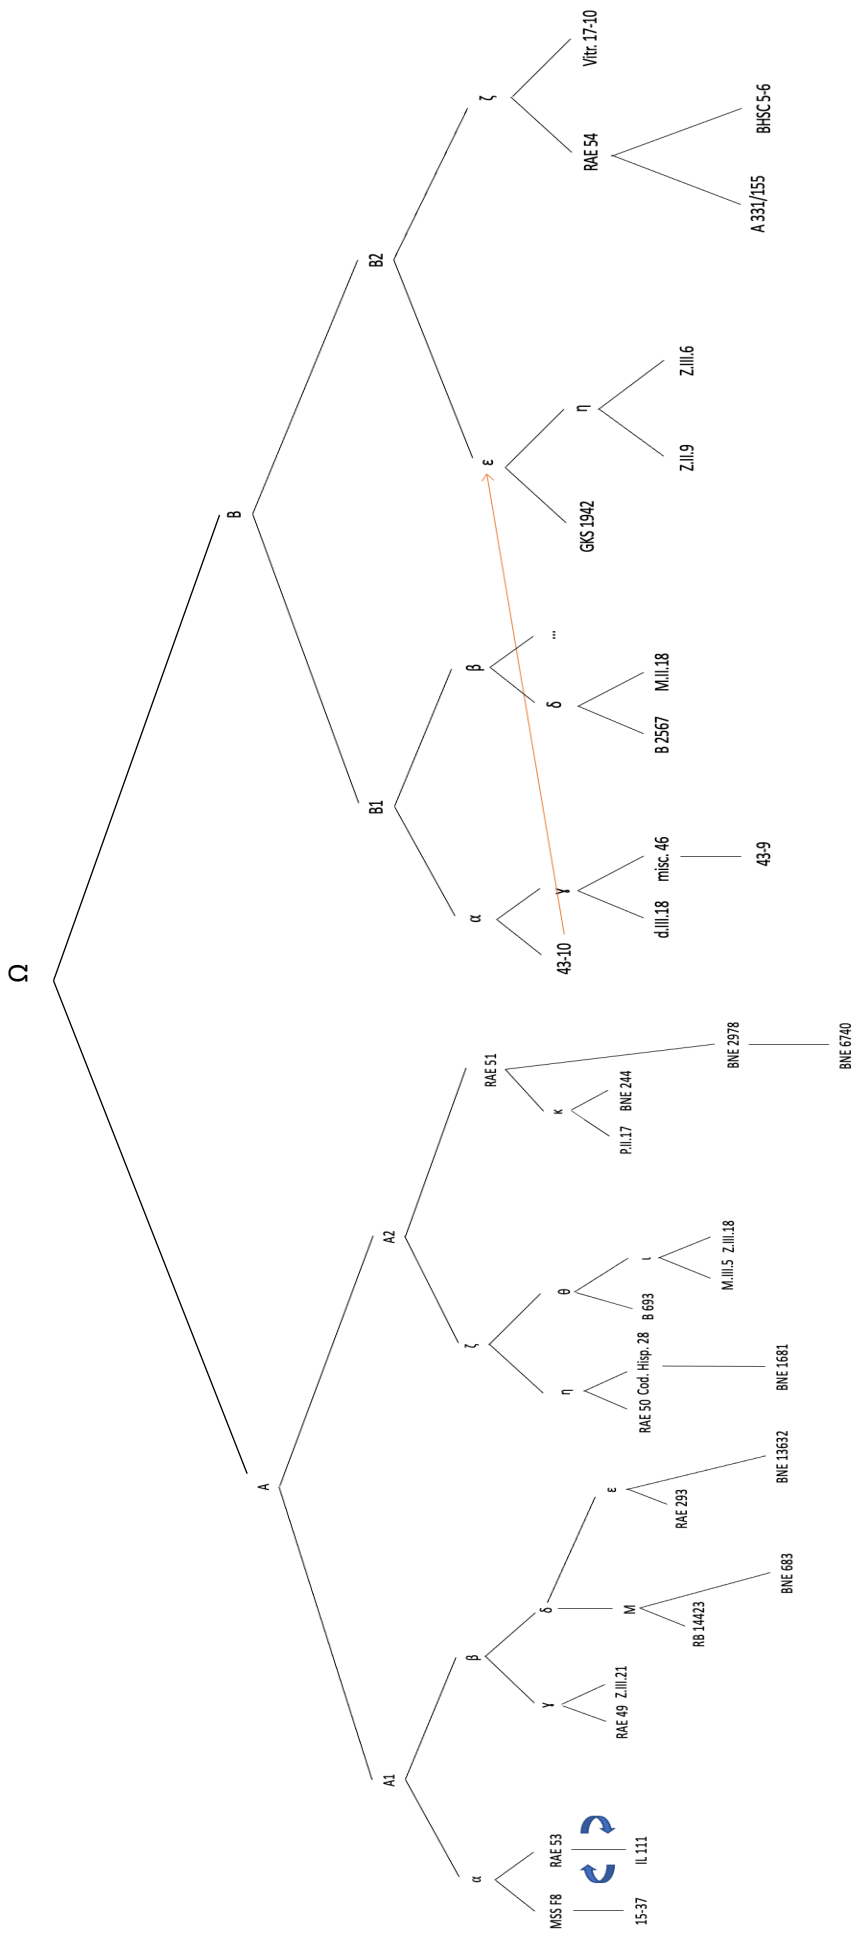 Ω
A
B
A1
A2
B1
B2
α
β
ζ
RAE 51
α
β
ε
ζ
MSS F8
RAE 53
γ
δ
η
θ
κ
43-10
γ
δ
...
GKS 1942
η
RAE 54
Vitr. 17-10
15-37
IL 111
RAE 49
Z.III.21
M
ε
RAE 50
Cod. Hisp. 28
B 693
ι
P.II.17
BNE 244
d.III.18
misc. 46
B 2567
M.II.18
Z.II.9
Z.III.6
RB 14423
RAE 293
M.III.5
Z.III.18
BNE 2978
43-9
A 331/155
BHSC 5-6
BNE 683
BNE 13632
BNE 1681
BNE 6740